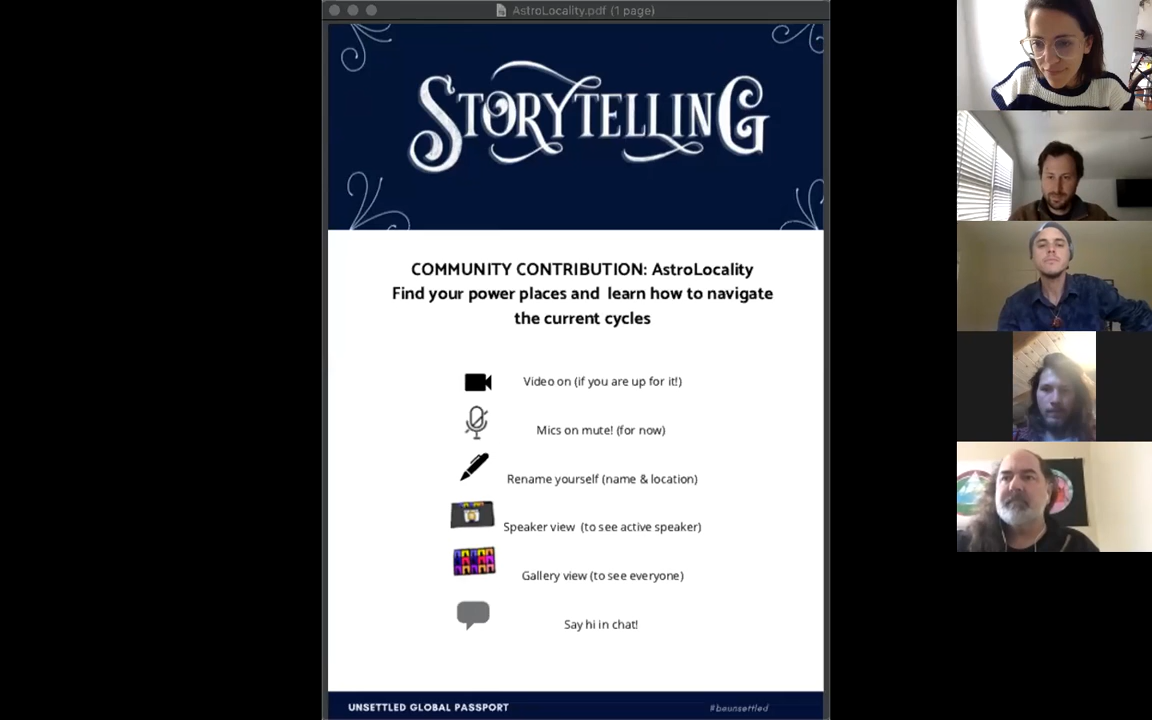 AstroLocality.pdf (1 page)
STORYTELLING
COMMUNITY CONTRIBUTION: AstroLocality
Find your power places and learn how to navigate
the current cycles
Video on (if you are up for it!)
Mics on mute! (for now)
Rename yourself (name & location)
Speaker view (to see active speaker)
Gallery view (to see everyone)
Say hi in chat!
UNSETTLED GLOBAL PASSPORT
#beunsettled